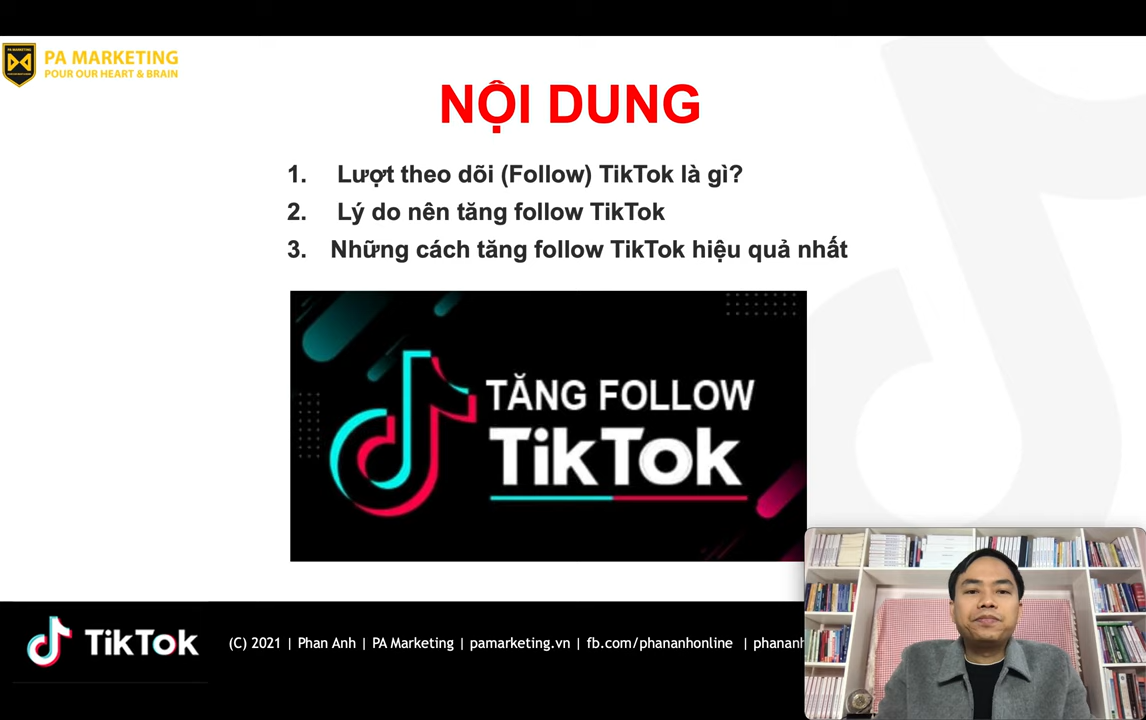 PA MARKETING
POUR OUR HEART & BRAIN
NỘI DUNG
1. Lượt theo dõi (Follow) TikTok là gì?
2. Lý do nên tăng follow TikTok
3. Những cách tăng follow TikTok hiệu quả nhất
TĂNG FOLLOW
TikTok
TikTok
(C) 2021 | Phan Anh | PA Marketing | pamarketing.vn | fb.com/phananhonline | phananh